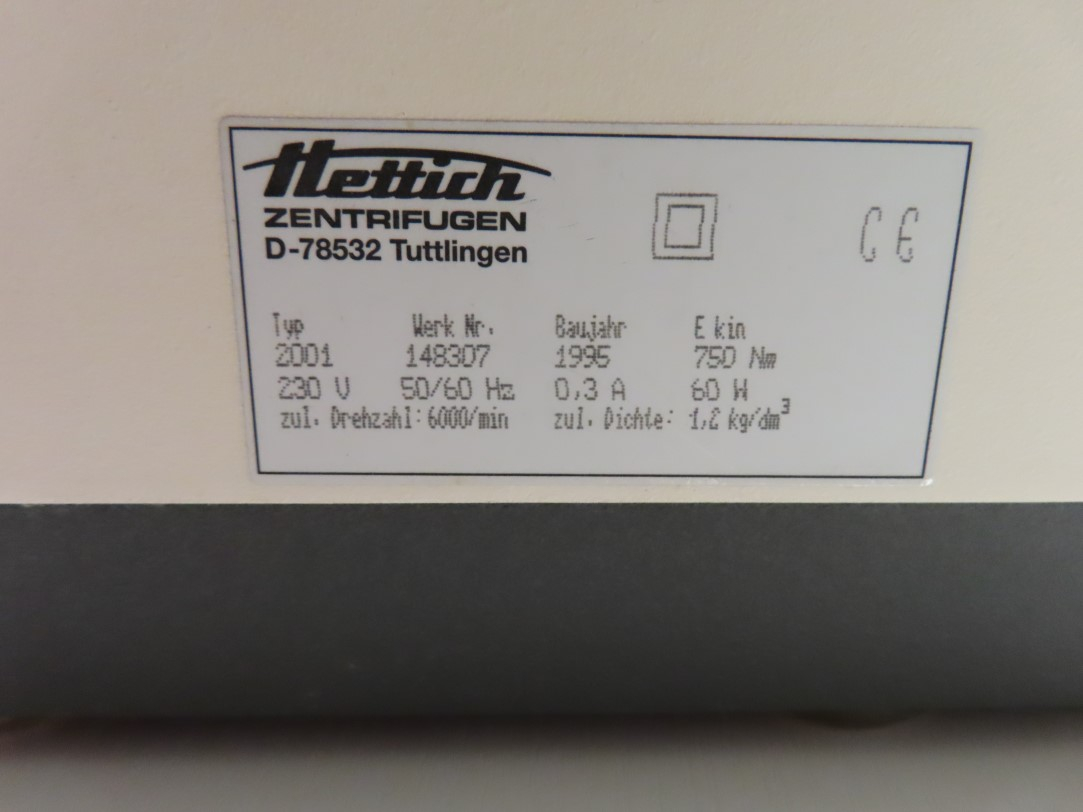 Hettich
ZENTRIFUGEN
D-78532 Tuttlingen
CE
Typ Werk Nr. Baujahr E kin
2001 148307 1995 750 Nm
230 V 50/60 Hz 0,3 A 60 W
zul. Drehzahl: 6000/min zul. Dichte: 1,2 kg/dm³